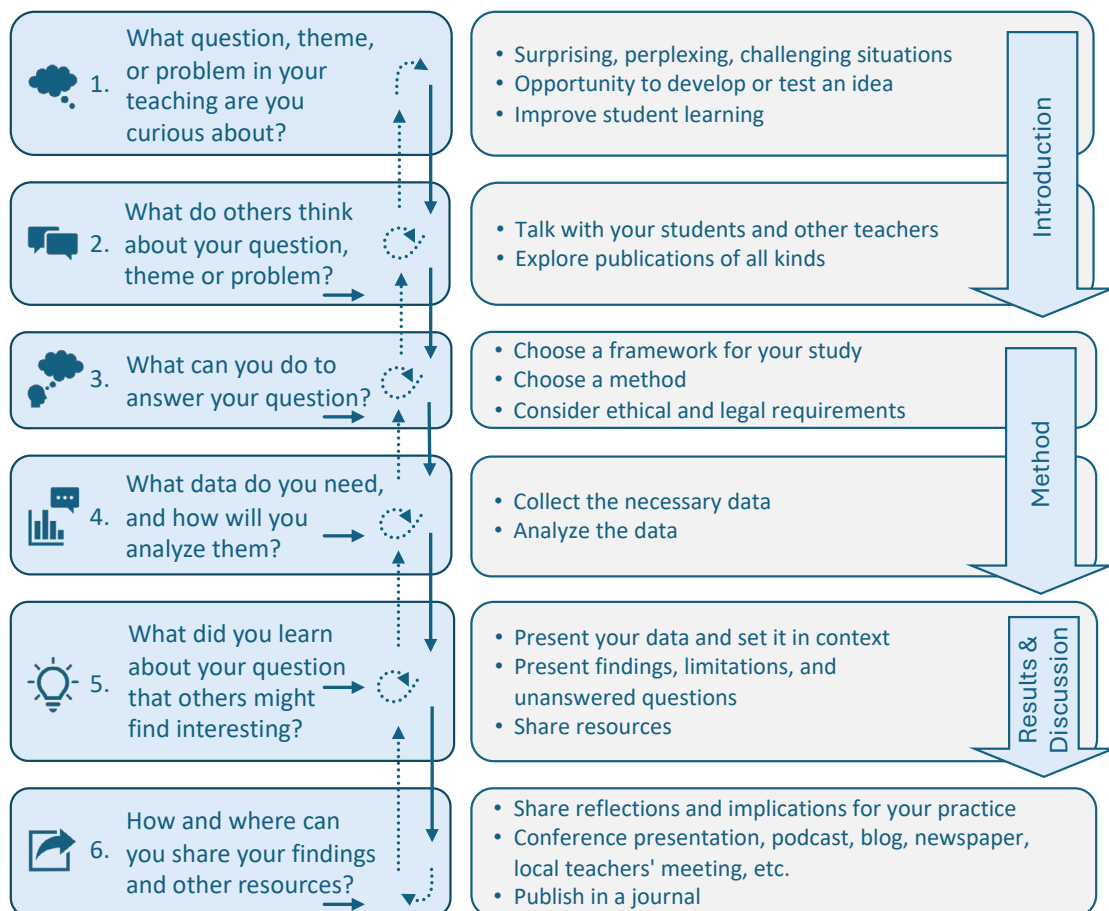 1. What question, theme,
or problem in your
teaching are you
curious about?
• Surprising, perplexing, challenging situations
• Opportunity to develop or test an idea
• Improve student learning
Introduction
2. What do others think
about your question,
theme or problem?
• Talk with your students and other teachers
• Explore publications of all kinds
3. What can you do to
answer your question?
• Choose a framework for your study
• Choose a method
• Consider ethical and legal requirements
Method
4. What data do you need,
and how will you
analyze them?
• Collect the necessary data
• Analyze the data
5. What did you learn
about your question
that others might
find interesting?
• Present your data and set it in context
• Present findings, limitations, and
unanswered questions
• Share resources
Results &
Discussion
6. How and where can
you share your findings
and other resources?
• Share reflections and implications for your practice
• Conference presentation, podcast, blog, newspaper,
local teachers' meeting, etc.
• Publish in a journal